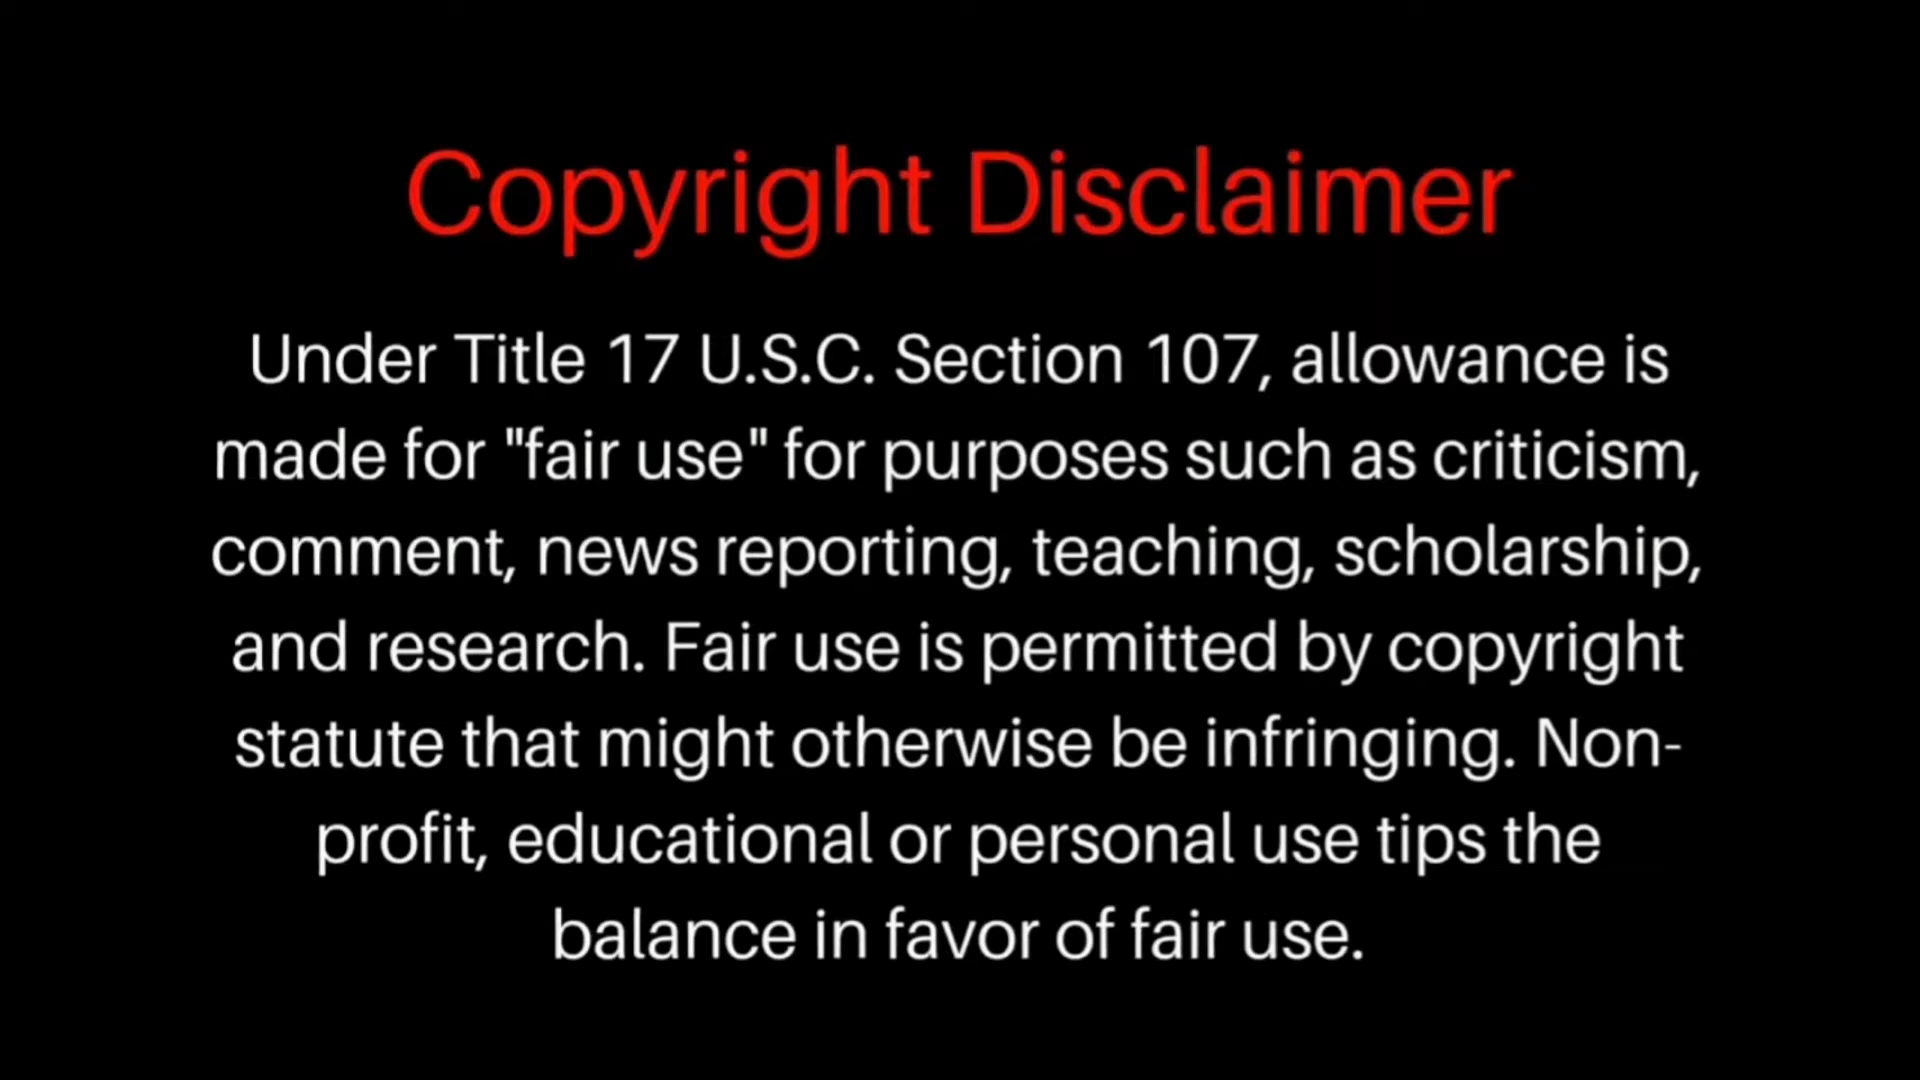 Copyright Disclaimer
Under Title 17 U.S.C. Section 107, allowance is
made for "fair use" for purposes such as criticism,
comment, news reporting, teaching, scholarship,
and research. Fair use is permitted by copyright
statute that might otherwise be infringing. Non-
profit, educational or personal use tips the
balance in favor of fair use.